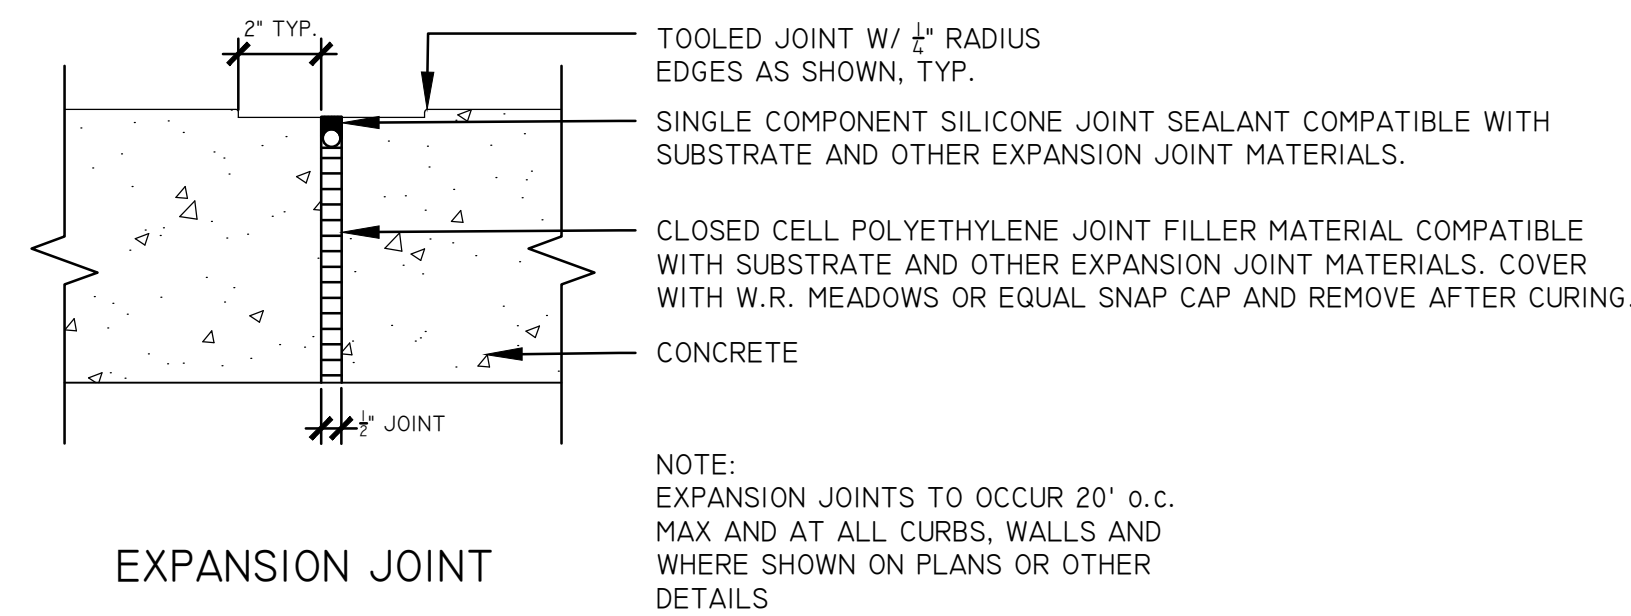 2" TYP.
TOOLED JOINT W/ 1/4" RADIUS
EDGES AS SHOWN, TYP.
SINGLE COMPONENT SILICONE JOINT SEALANT COMPATIBLE WITH
SUBSTRATE AND OTHER EXPANSION JOINT MATERIALS.
CLOSED CELL POLYETHYLENE JOINT FILLER MATERIAL COMPATIBLE
WITH SUBSTRATE AND OTHER EXPANSION JOINT MATERIALS. COVER
WITH W.R. MEADOWS OR EQUAL SNAP CAP AND REMOVE AFTER CURING.
CONCRETE
1/2" JOINT
NOTE:
EXPANSION JOINTS TO OCCUR 20' o.c.
MAX AND AT ALL CURBS, WALLS AND
WHERE SHOWN ON PLANS OR OTHER
DETAILS
EXPANSION JOINT